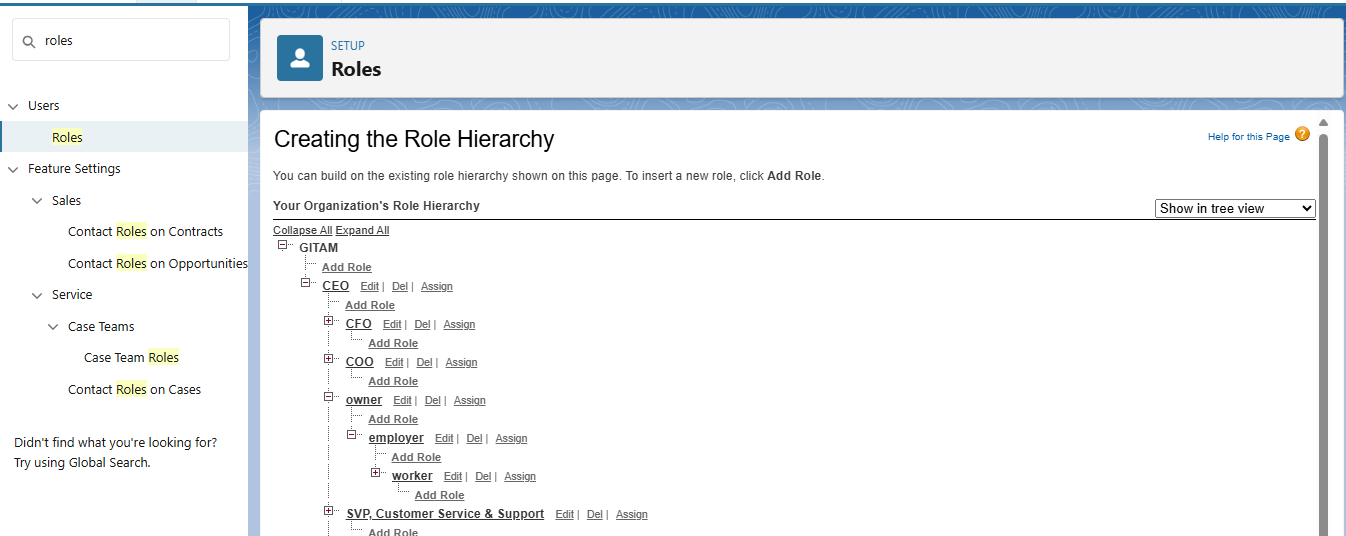 roles
Users
Roles
Feature Settings
Sales
Contact Roles on Contracts
Contact Roles on Opportunities
Service
Case Teams
Case Team Roles
Contact Roles on Cases
Didn't find what you're looking for?
Try using Global Search.
SETUP
Roles
Creating the Role Hierarchy
Help for this Page ?
You can build on the existing role hierarchy shown on this page. To insert a new role, click Add Role.
Your Organization's Role Hierarchy
Show in tree view
Collapse All Expand All
GITAM
Add Role
CEO Edit | Del | Assign
Add Role
CFO Edit | Del | Assign
Add Role
COO Edit | Del | Assign
Add Role
owner Edit | Del | Assign
Add Role
employer Edit | Del | Assign
Add Role
worker Edit | Del | Assign
Add Role
SVP, Customer Service & Support Edit | Del | Assign
Add Role